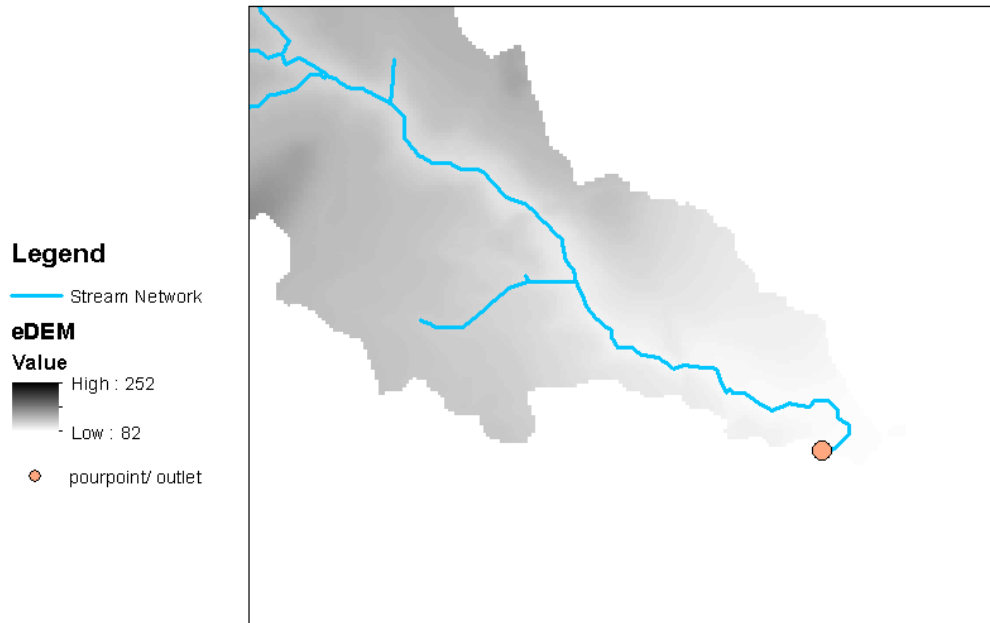 Legend
Stream Network
eDEM
Value
High : 252
Low : 82
pourpoint/ outlet